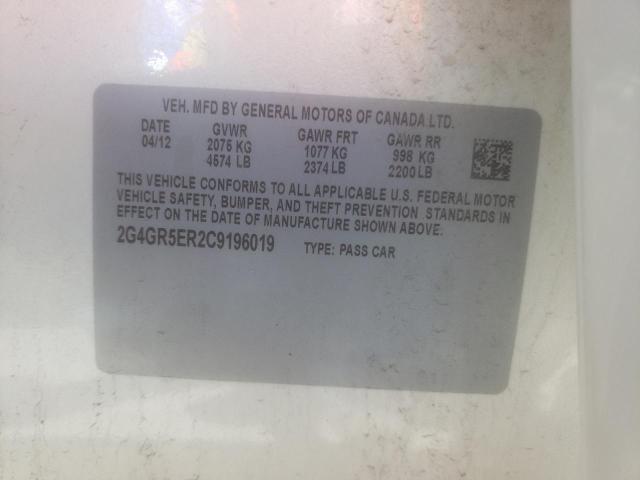 VEH. MFD BY GENERAL MOTORS OF CANADA LTD.
DATE GVWR GAWR FRT GAWR RR
04/12 2075 KG 1077 KG 998 KG
4574 LB 2374 LB 2200 LB
THIS VEHICLE CONFORMS TO ALL APPLICABLE U.S. FEDERAL MOTOR
VEHICLE SAFETY, BUMPER, AND THEFT PREVENTION STANDARDS IN
EFFECT ON THE DATE OF MANUFACTURE SHOWN ABOVE.
2G4GR5ER2C9196019 TYPE: PASS CAR